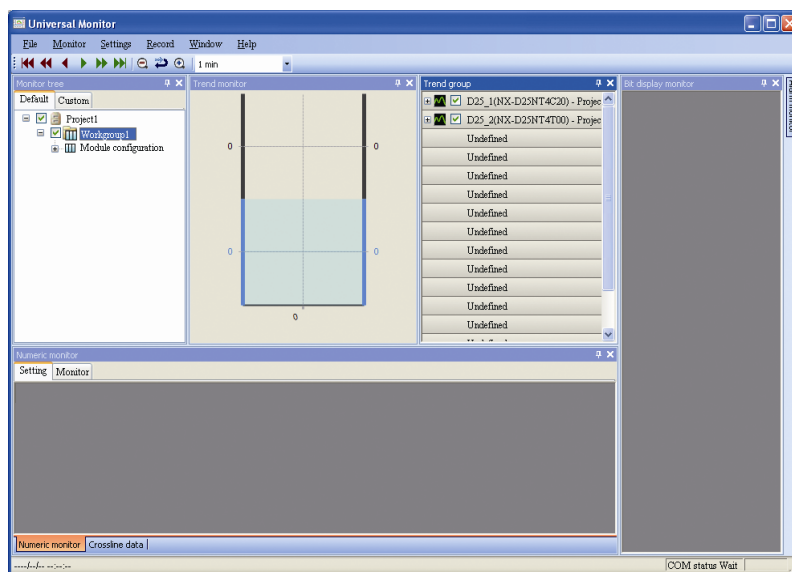 Universal Monitor
File Monitor Settings Record Window Help
1 min
Monitor tree
Default Custom
Project1
Workgroup1
Module configuration
Trend monitor
0 0
0 0
0
Trend group
D25_1(NX-D25NT4C20) - Projec
D25_2(NX-D25NT4T00) - Projec
Undefined
Undefined
Undefined
Undefined
Undefined
Undefined
Undefined
Undefined
Undefined
Undefined
Undefined
Bit display monitor
Numeric monitor
Setting Monitor
Numeric monitor Crossline data
----/--/-- --:--:--
COM status Wait